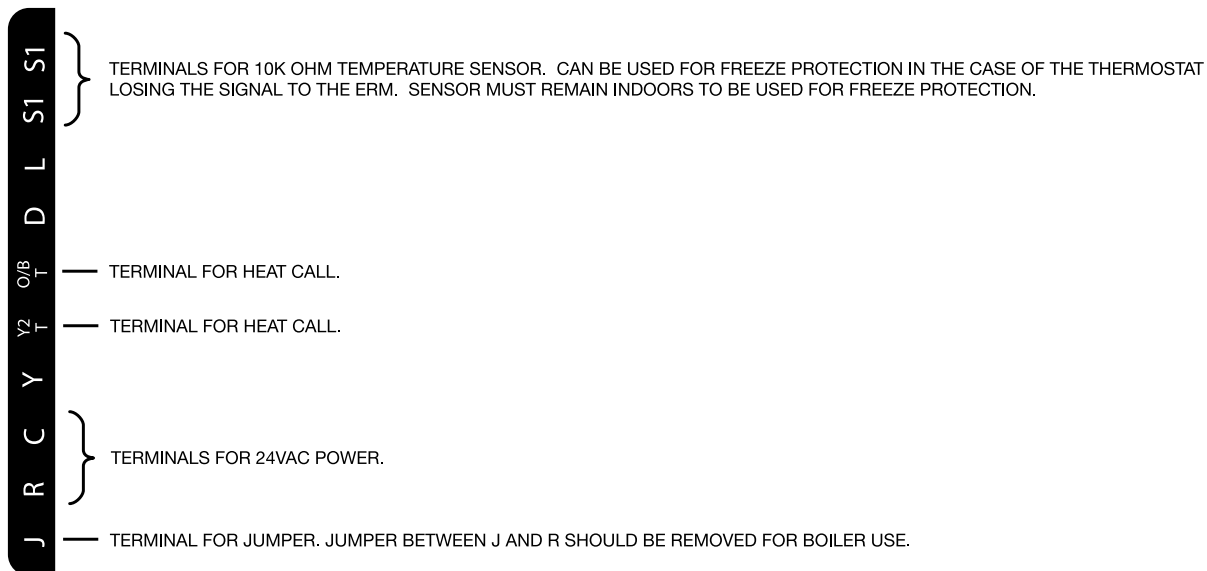 S1
TERMINALS FOR 10K OHM TEMPERATURE SENSOR. CAN BE USED FOR FREEZE PROTECTION IN THE CASE OF THE THERMOSTAT
LOSING THE SIGNAL TO THE ERM. SENSOR MUST REMAIN INDOORS TO BE USED FOR FREEZE PROTECTION.
S1
L
D
O/B
T
TERMINAL FOR HEAT CALL.
Y2
T
TERMINAL FOR HEAT CALL.
Y
C
TERMINALS FOR 24VAC POWER.
R
J
TERMINAL FOR JUMPER. JUMPER BETWEEN J AND R SHOULD BE REMOVED FOR BOILER USE.